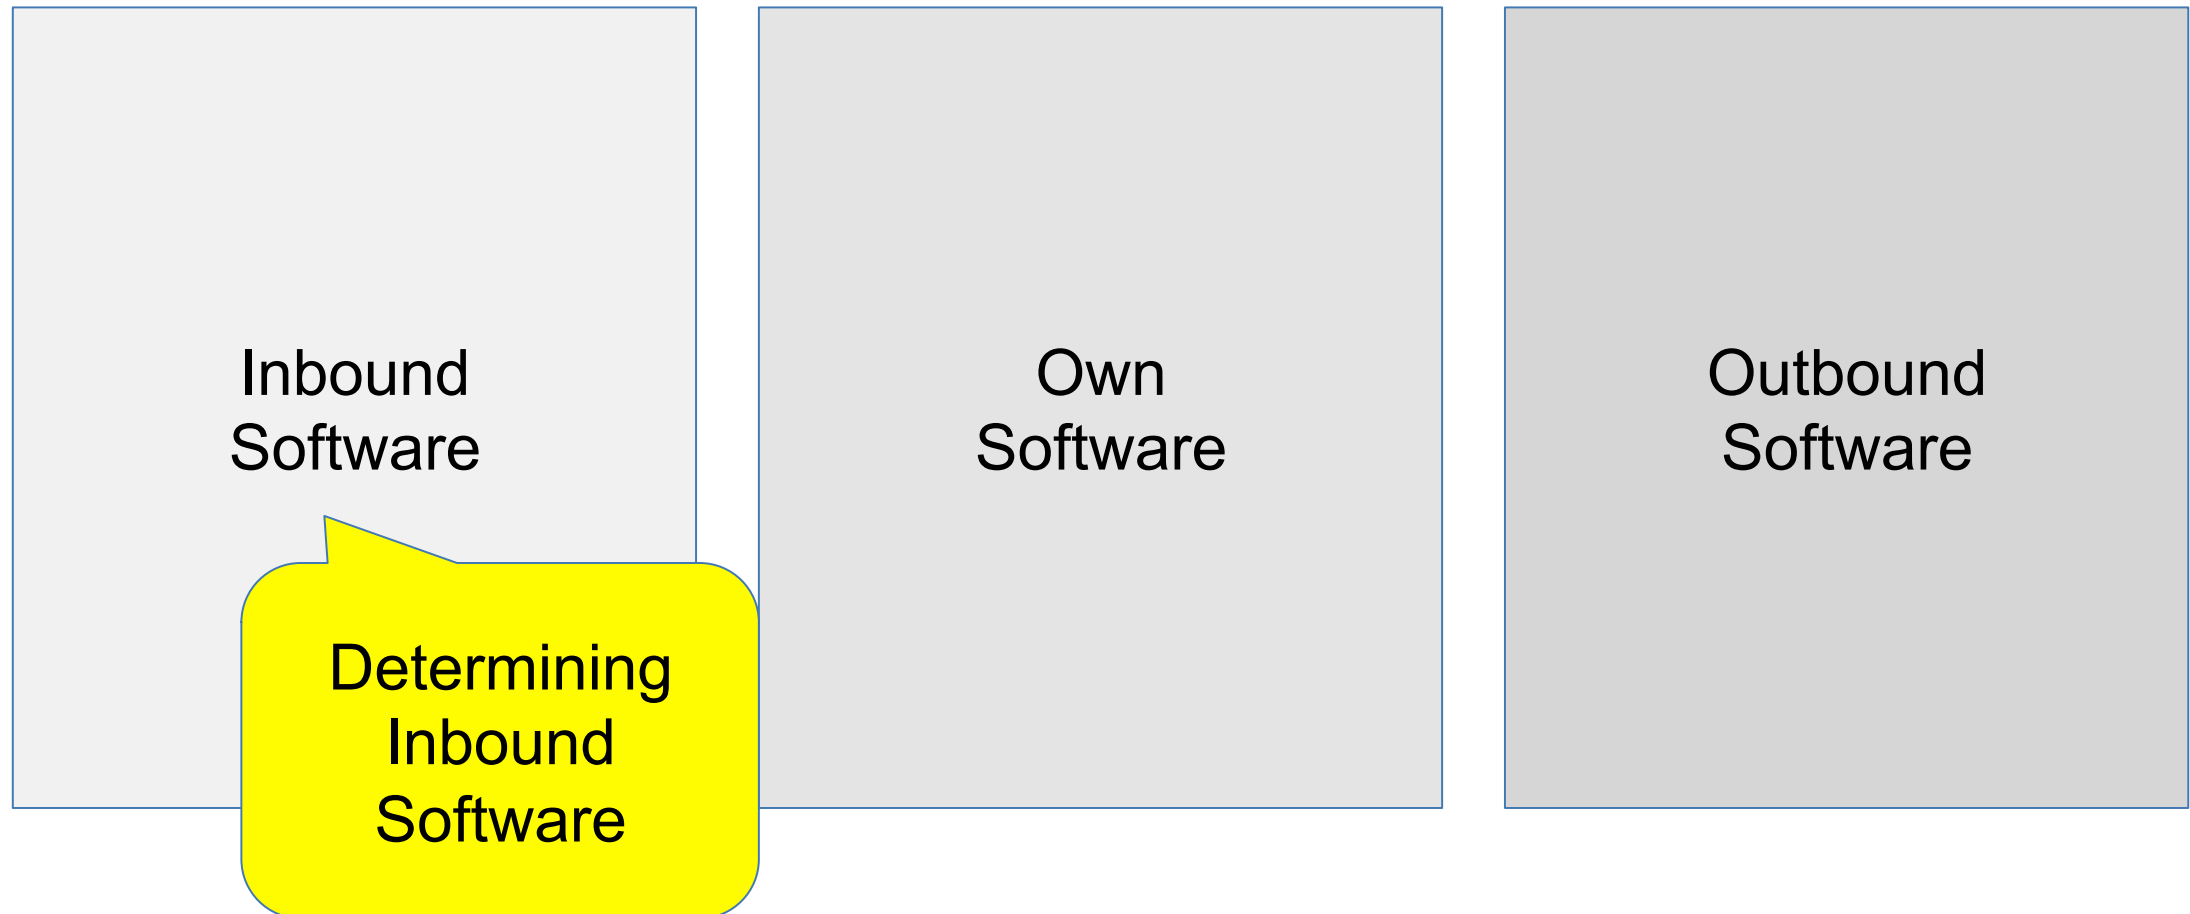 Inbound
Software
Own
Software
Outbound
Software
Determining
Inbound
Software